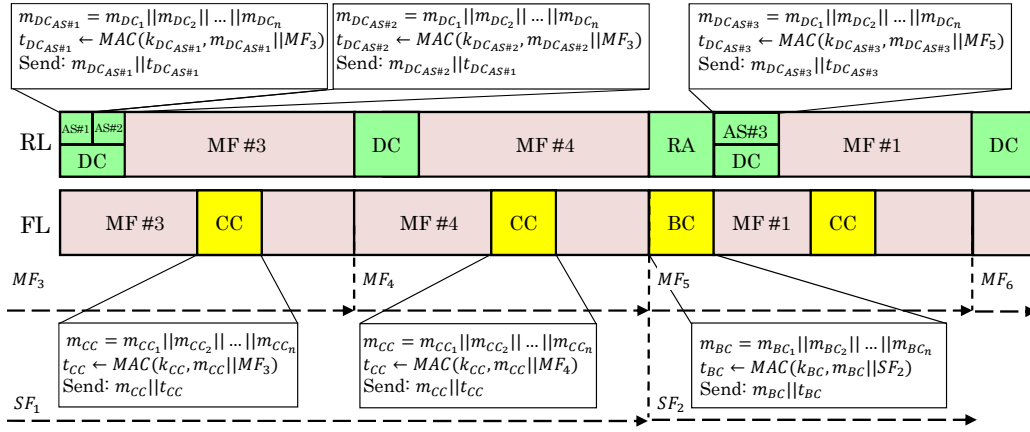 m_{DC_{AS#1}} = m_{DC_1}||m_{DC_2}|| … ||m_{DC_n}
t_{DC_{AS#1}} ← MAC(k_{DC_{AS#1}}, m_{DC_{AS#1}}||MF_3)
Send: m_{DC_{AS#1}}||t_{DC_{AS#1}}
m_{DC_{AS#2}} = m_{DC_1}||m_{DC_2}|| … ||m_{DC_n}
t_{DC_{AS#2}} ← MAC(k_{DC_{AS#2}}, m_{DC_{AS#2}}||MF_3)
Send: m_{DC_{AS#2}}||t_{DC_{AS#1}}
m_{DC_{AS#3}} = m_{DC_1}||m_{DC_2}|| … ||m_{DC_n}
t_{DC_{AS#3}} ← MAC(k_{DC_{AS#3}}, m_{DC_{AS#3}}||MF_5)
Send: m_{DC_{AS#3}}||t_{DC_{AS#3}}
RL
AS#1 AS#2
DC
MF #3
DC
MF #4
RA
AS#3
DC
MF #1
DC
FL
MF #3
CC
MF #4
CC
BC
MF #1
CC
MF_3
MF_4
MF_5
MF_6
m_{CC} = m_{CC_1}||m_{CC_2}|| … ||m_{CC_n}
t_{CC} ← MAC(k_{CC}, m_{CC}||MF_3)
Send: m_{CC}||t_{CC}
m_{CC} = m_{CC_1}||m_{CC_2}|| … ||m_{CC_n}
t_{CC} ← MAC(k_{CC}, m_{CC}||MF_4)
Send: m_{CC}||t_{CC}
m_{BC} = m_{BC_1}||m_{BC_2}|| … ||m_{BC_n}
t_{BC} ← MAC(k_{BC}, m_{BC}||SF_2)
Send: m_{BC}||t_{BC}
SF_1
SF_2